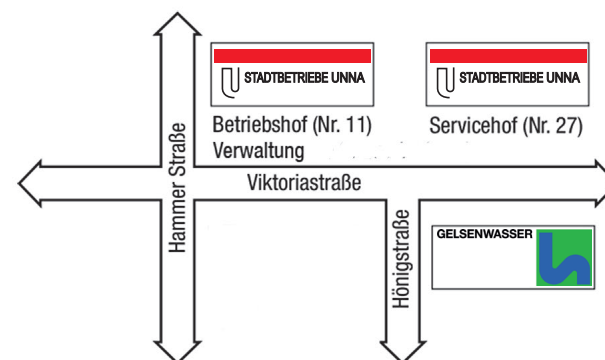 STADTBETRIEBE UNNA
STADTBETRIEBE UNNA
Betriebshof (Nr. 11)
Verwaltung
Servicehof (Nr. 27)
Hammer Straße
Viktoriastraße
Hönigstraße
GELSENWASSER